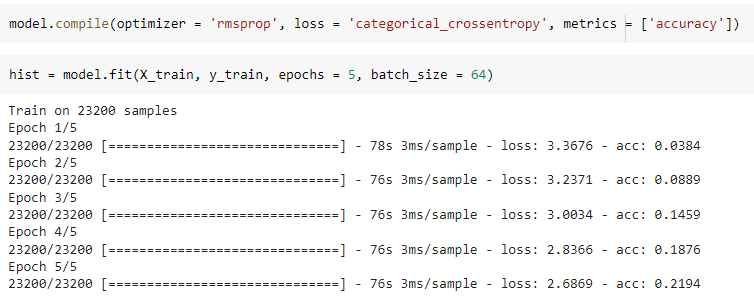 model.compile(optimizer = 'rmsprop', loss = 'categorical_crossentropy', metrics = ['accuracy'])
hist = model.fit(X_train, y_train, epochs = 5, batch_size = 64)
Train on 23200 samples
Epoch 1/5
23200/23200 [==============================] - 78s 3ms/sample - loss: 3.3676 - acc: 0.0384
Epoch 2/5
23200/23200 [==============================] - 76s 3ms/sample - loss: 3.2371 - acc: 0.0889
Epoch 3/5
23200/23200 [==============================] - 76s 3ms/sample - loss: 3.0034 - acc: 0.1459
Epoch 4/5
23200/23200 [==============================] - 76s 3ms/sample - loss: 2.8366 - acc: 0.1876
Epoch 5/5
23200/23200 [==============================] - 76s 3ms/sample - loss: 2.6869 - acc: 0.2194